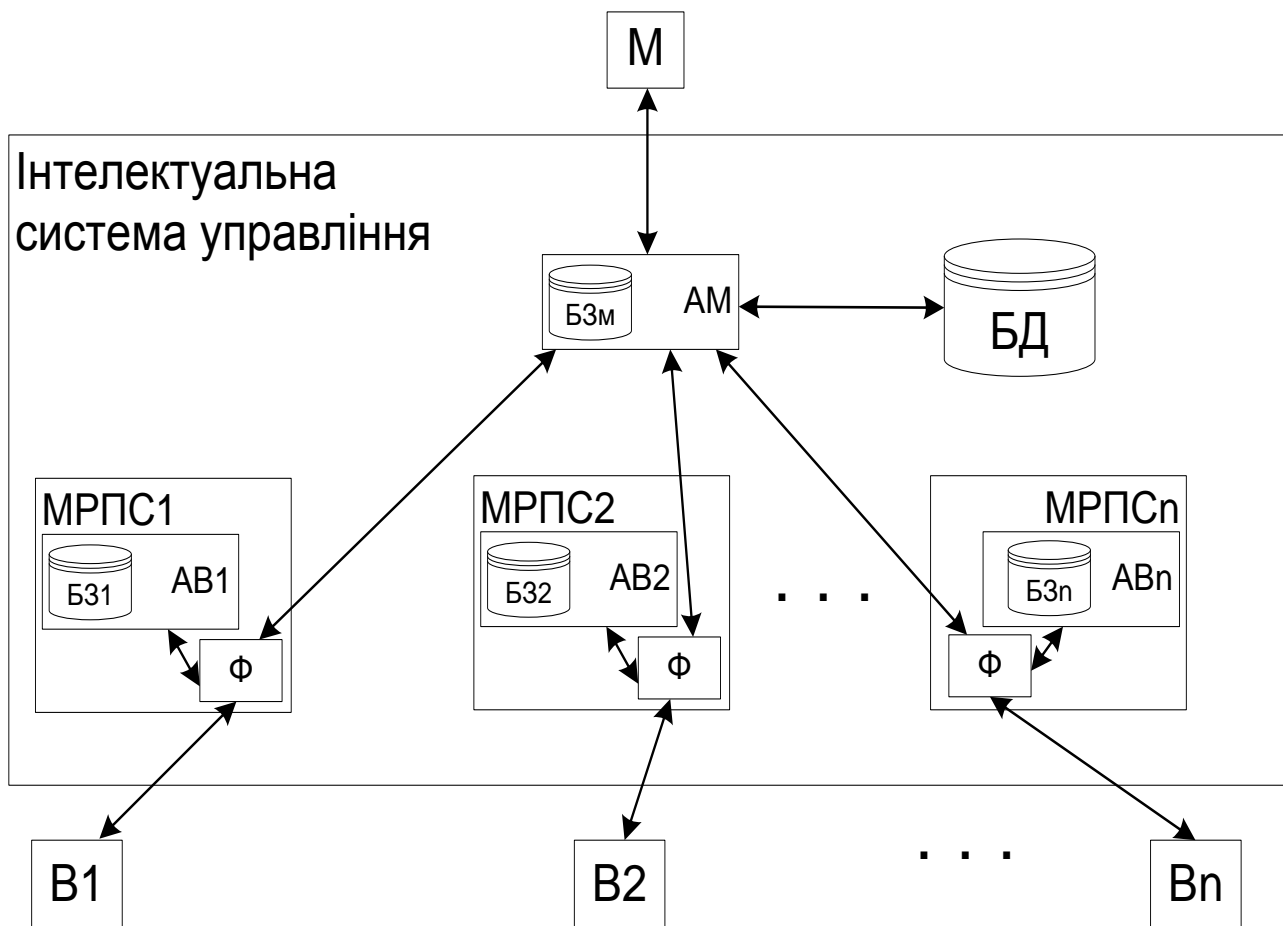 М
Інтелектуальна
система управління
БЗм
АМ
БД
МРПС1
БЗ1
АВ1
Ф
МРПС2
БЗ2
АВ2
Ф
. . .
МРПСn
БЗn
АВn
Ф
В1
В2
. . .
Вn